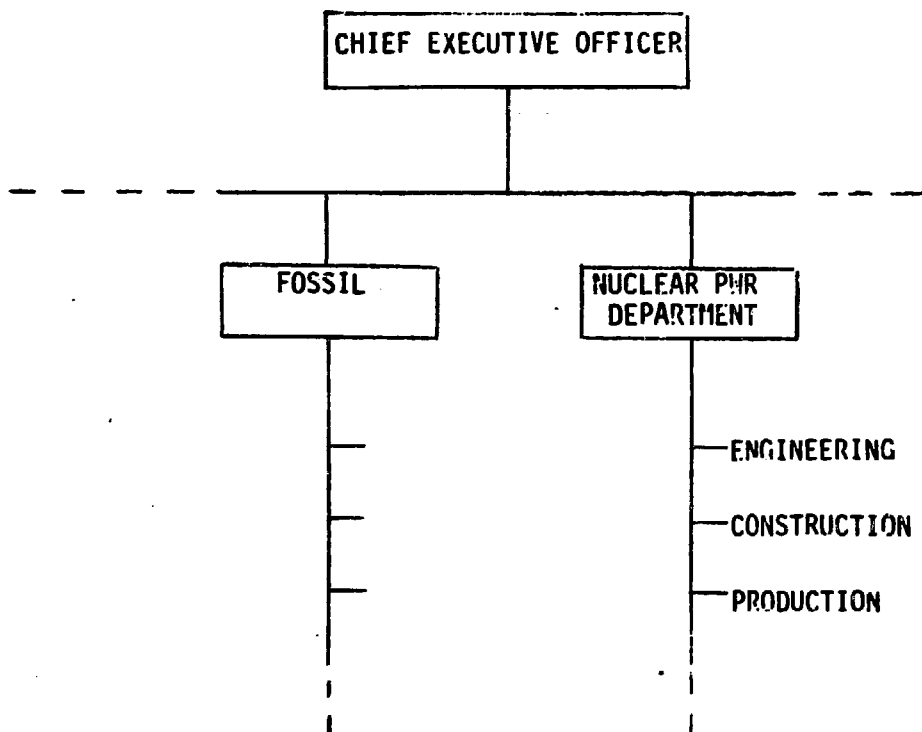 CHIEF EXECUTIVE OFFICER
FOSSIL
NUCLEAR PWR
DEPARTMENT
ENGINEERING
CONSTRUCTION
PRODUCTION